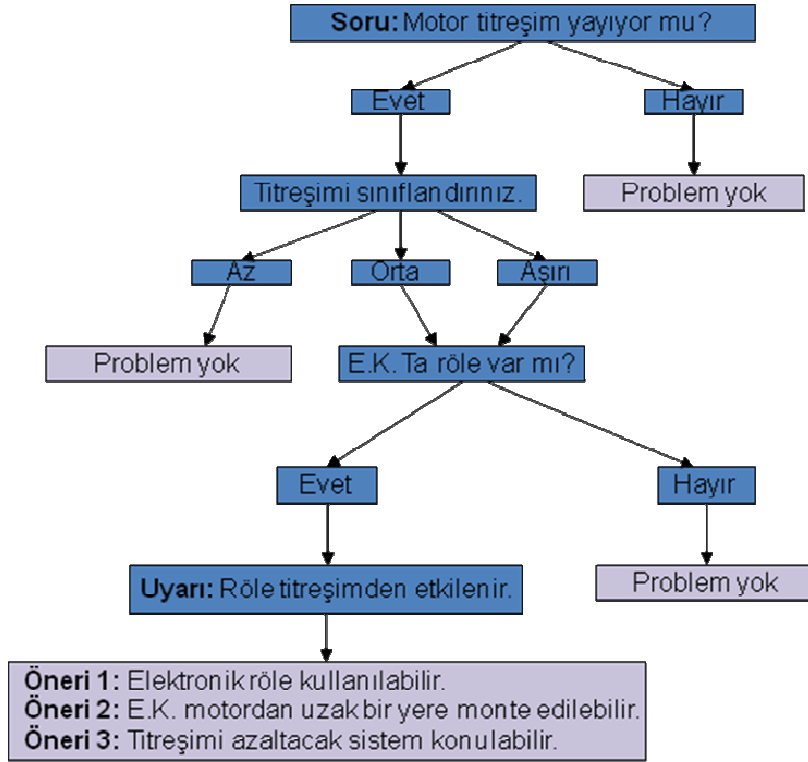 Soru: Motor titreşim yayıyor mu?
Evet
Hayır
Titreşimi sınıflandırınız.
Problem yok
Az
Orta
Aşırı
Problem yok
E.K. Ta röle var mı?
Evet
Hayır
Uyarı: Röle titreşimden etkilenir.
Problem yok
Öneri 1: Elektronik röle kullanılabilir.
Öneri 2: E.K. motordan uzak bir yere monte edilebilir.
Öneri 3: Titreşimi azaltacak sistem konulabilir.